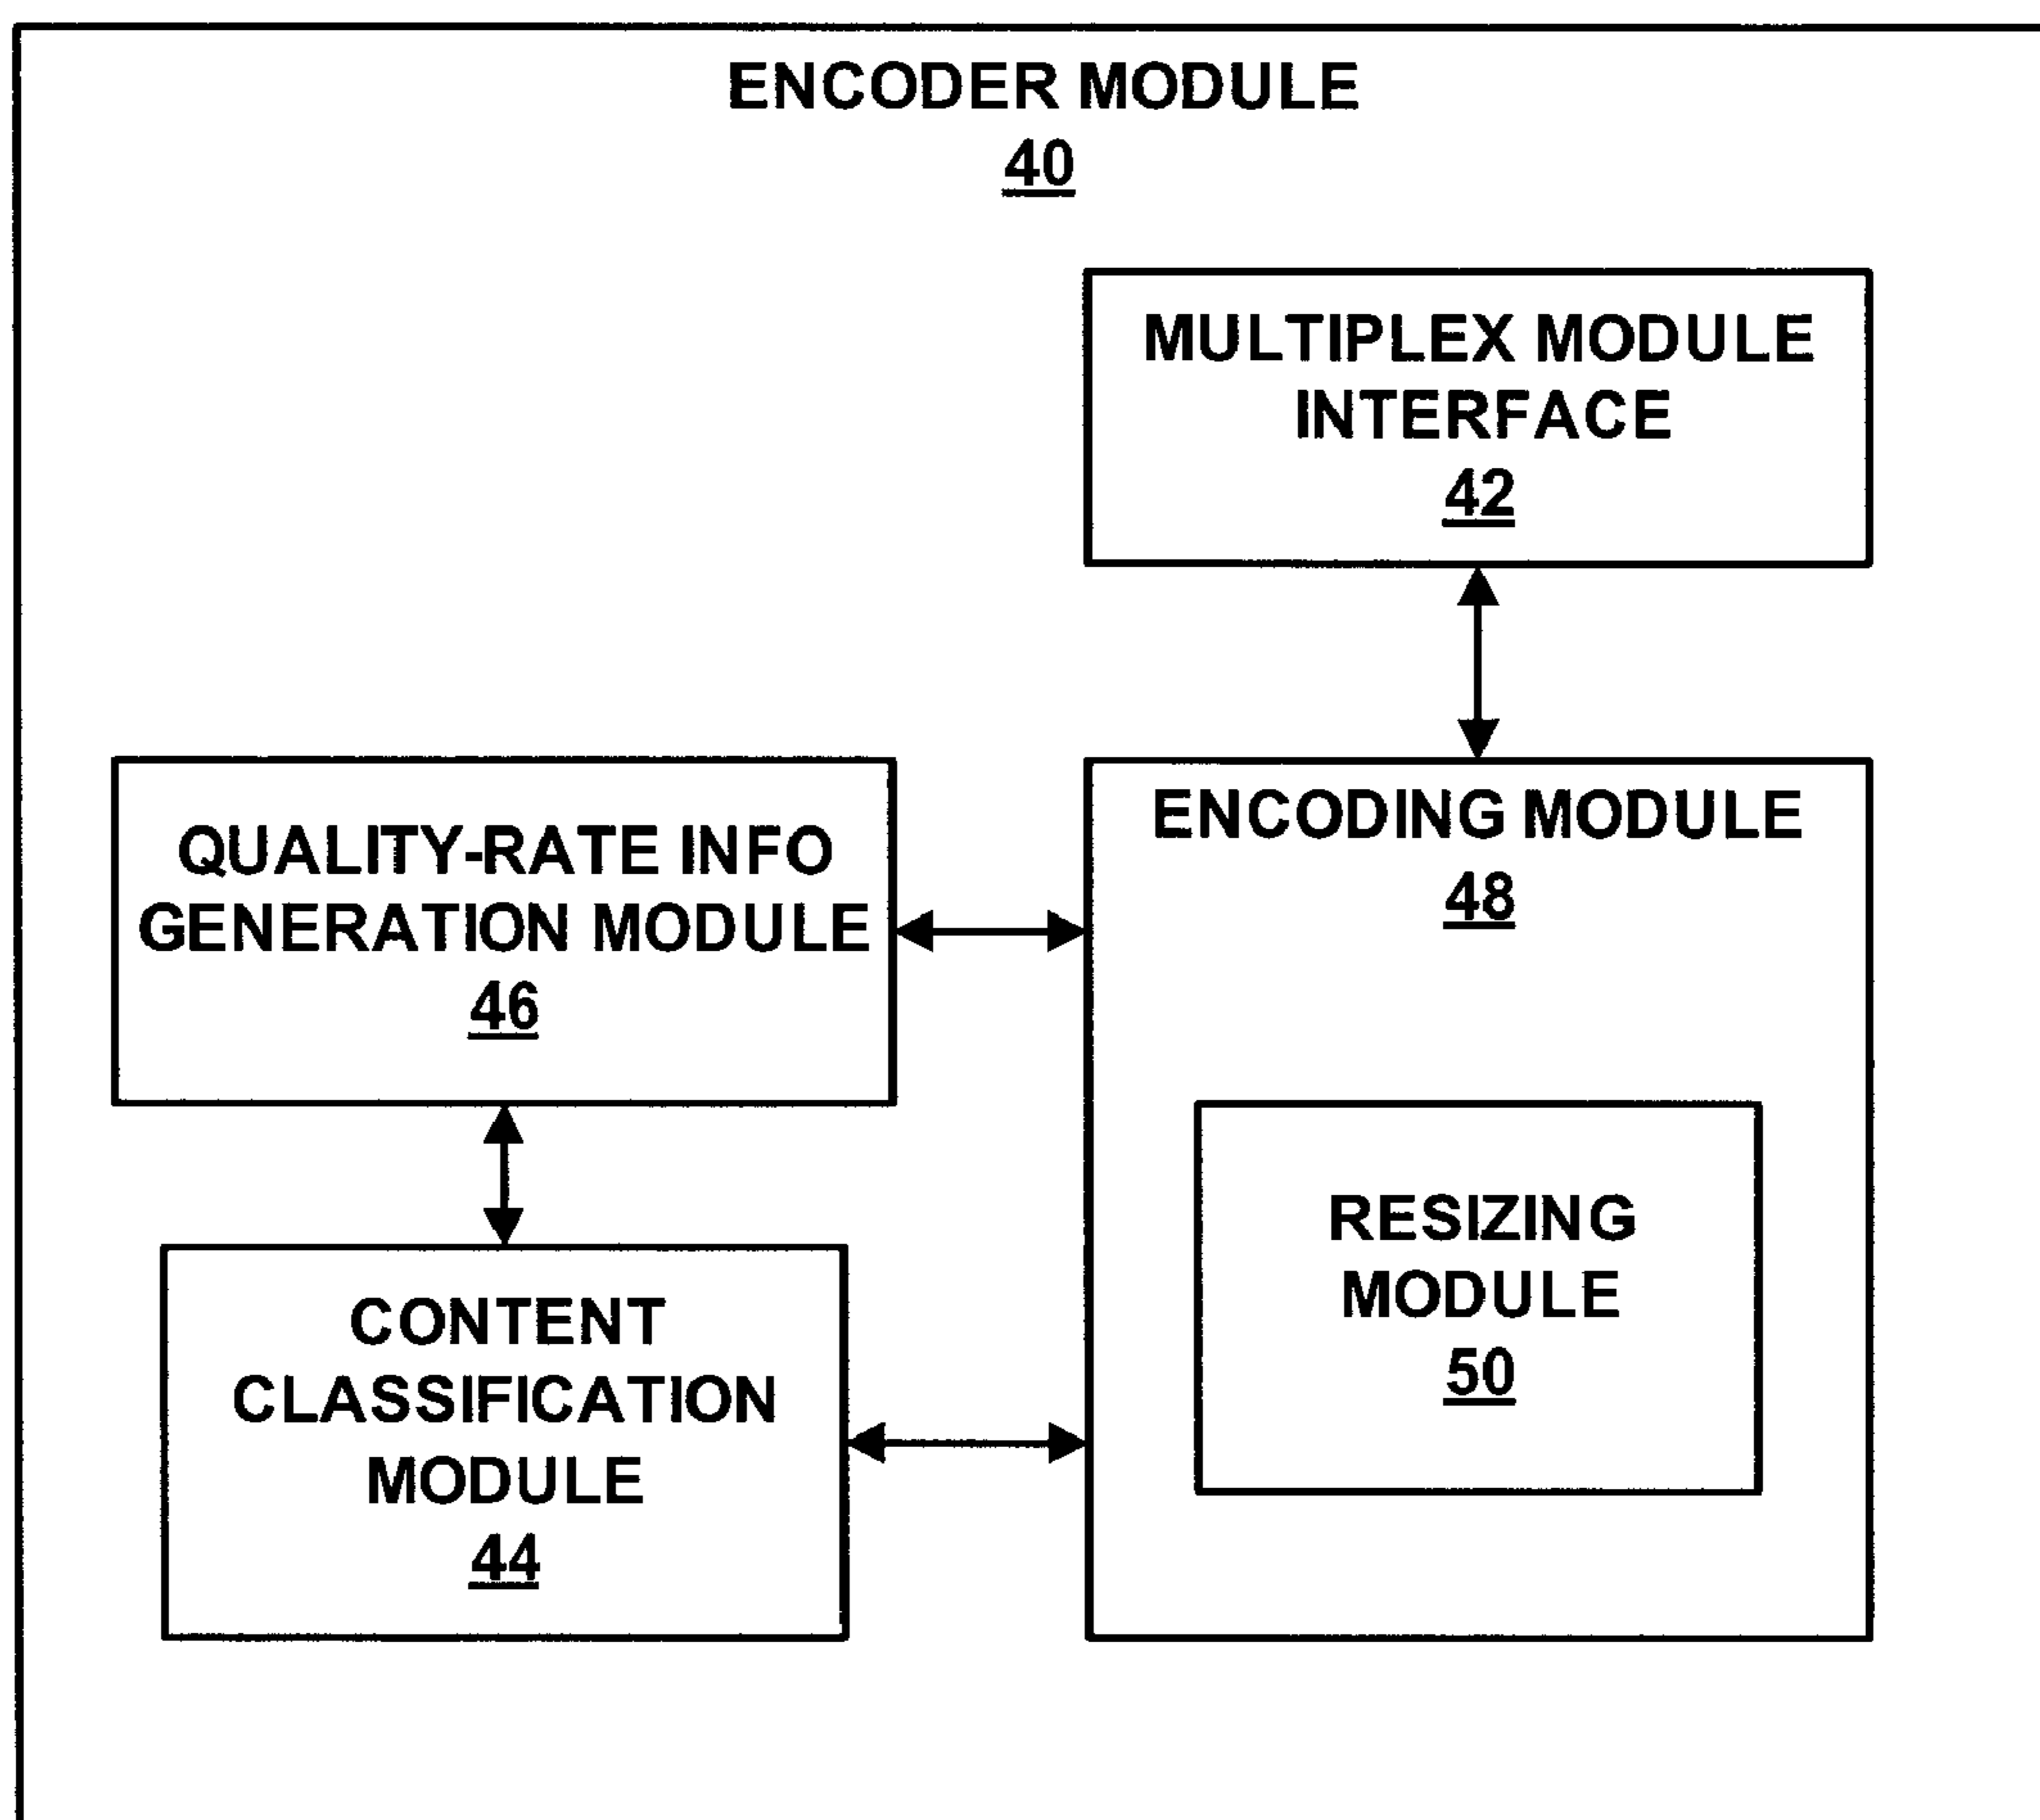 ENCODER MODULE
40
MULTIPLEX MODULE
INTERFACE
42
QUALITY-RATE INFO
GENERATION MODULE
46
ENCODING MODULE
48
RESIZING
MODULE
50
CONTENT
CLASSIFICATION
MODULE
44